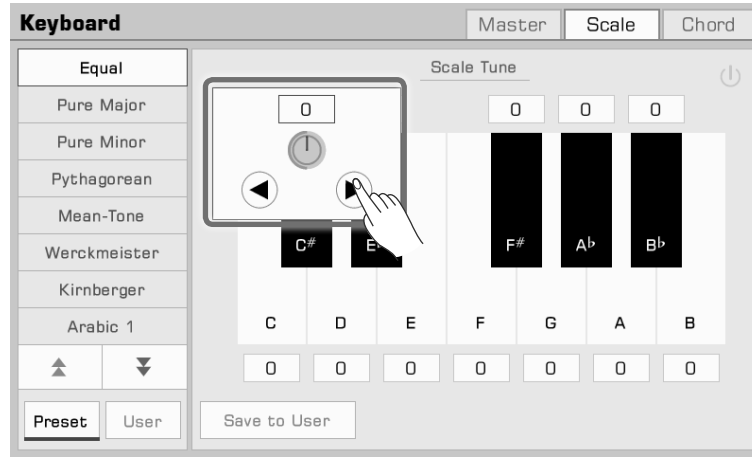 Keyboard Master Scale Chord
Equal
Pure Major
Pure Minor
Pythagorean
Mean-Tone
Werckmeister
Kirnberger
Arabic 1
Preset User
Scale Tune
0
0 0 0
C# F# A♭ B♭
C D E F G A B
0 0 0 0 0 0 0
Save to User